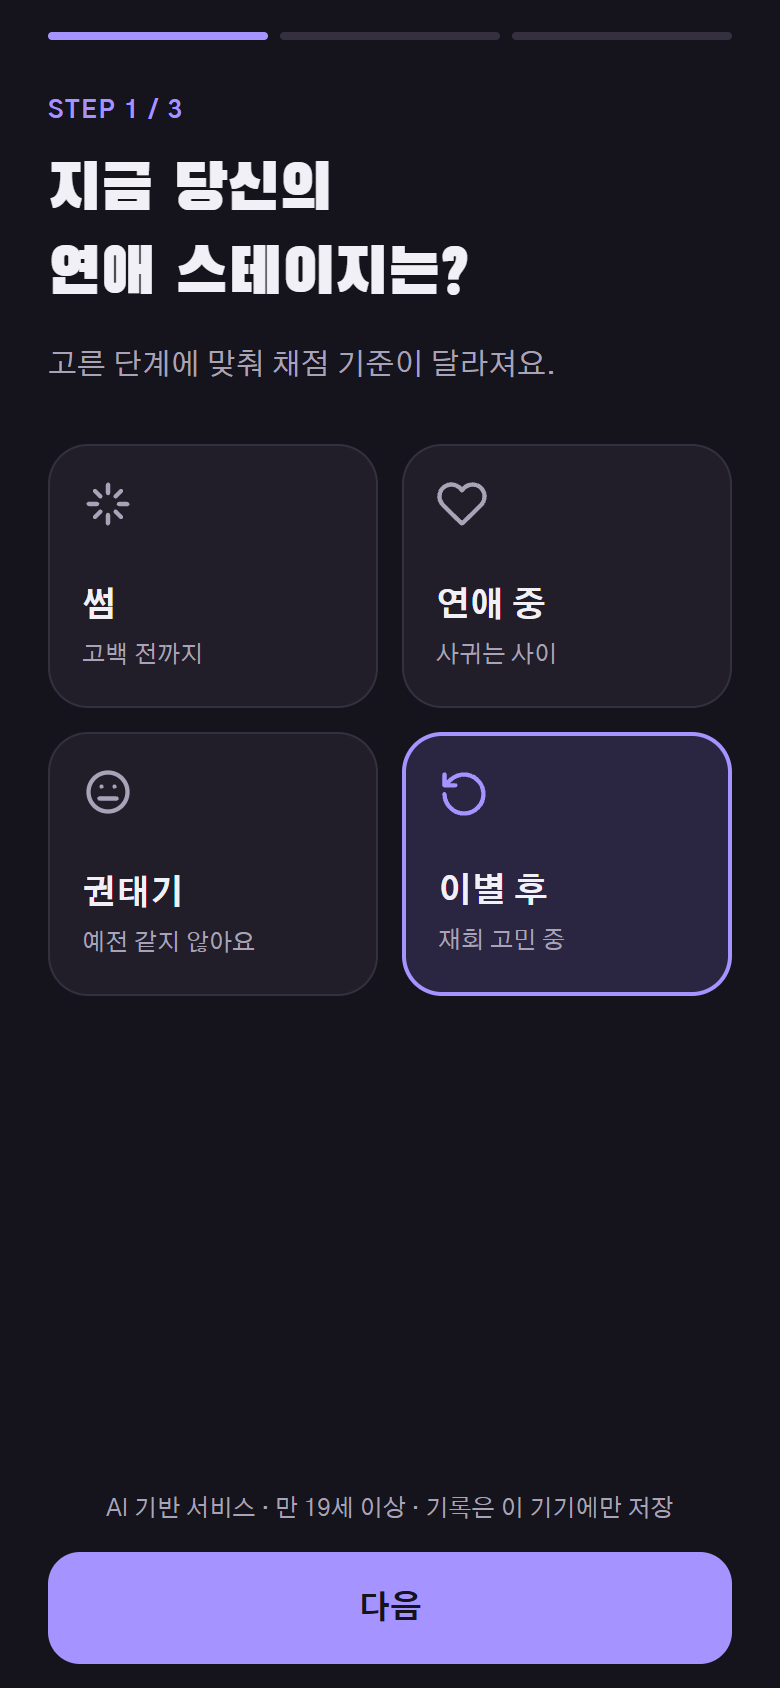 STEP 1 / 3
지금 당신의
연애 스테이지는?
고른 단계에 맞춰 채점 기준이 달라져요.
썸
고백 전까지
연애 중
사귀는 사이
권태기
예전 같지 않아요
이별 후
재회 고민 중
AI 기반 서비스 · 만 19세 이상 · 기록은 이 기기에만 저장
다음